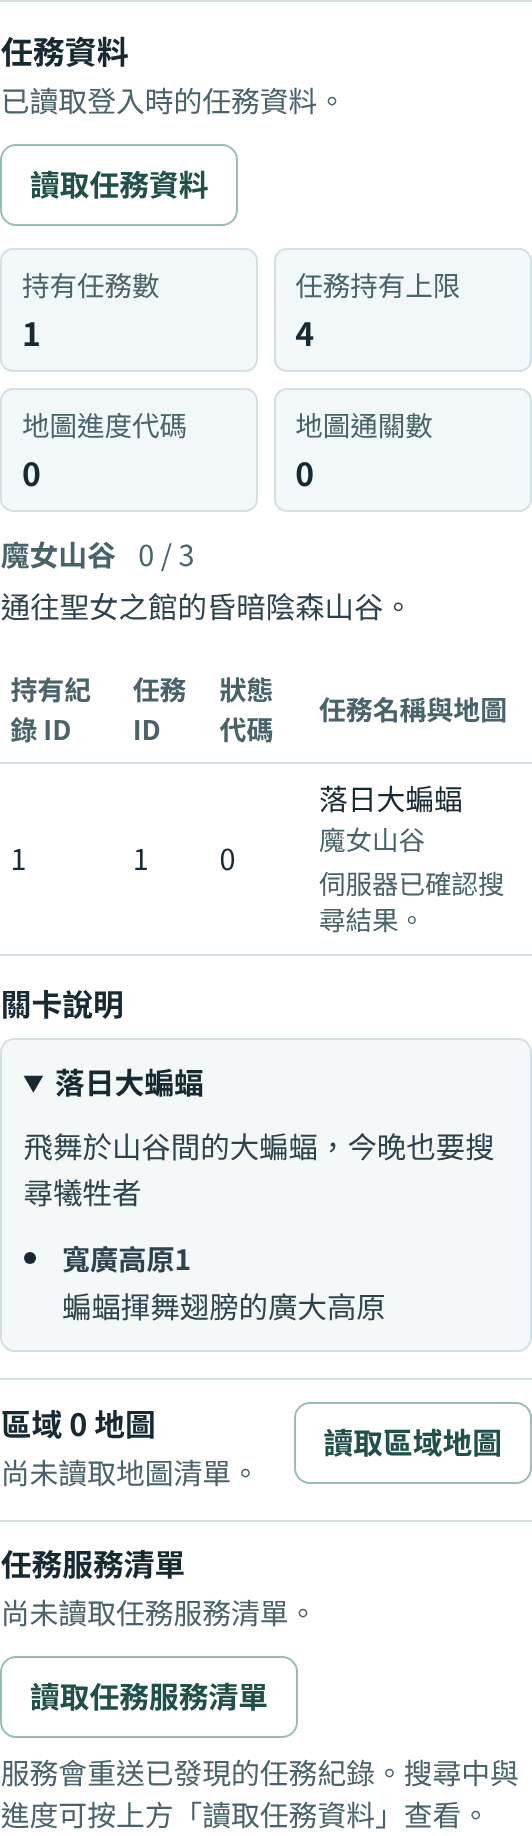 任務資料
已讀取登入時的任務資料。
讀取任務資料
持有任務數
1
任務持有上限
4
地圖進度代碼
0
地圖通關數
0
魔女山谷 0 / 3
通往聖女之館的昏暗陰森山谷。
持有紀
錄 ID
任務
ID
狀態
代碼
任務名稱與地圖
1 1 0
落日大蝙蝠
魔女山谷
伺服器已確認搜
尋結果。
關卡說明
▼ 落日大蝙蝠
飛舞於山谷間的大蝙蝠，今晚也要搜
尋犧牲者
• 寬廣高原1
蝙蝠揮舞翅膀的廣大高原
區域 0 地圖
尚未讀取地圖清單。
讀取區域地圖
任務服務清單
尚未讀取任務服務清單。
讀取任務服務清單
服務會重送已發現的任務紀錄。搜尋中與
進度可按上方「讀取任務資料」查看。